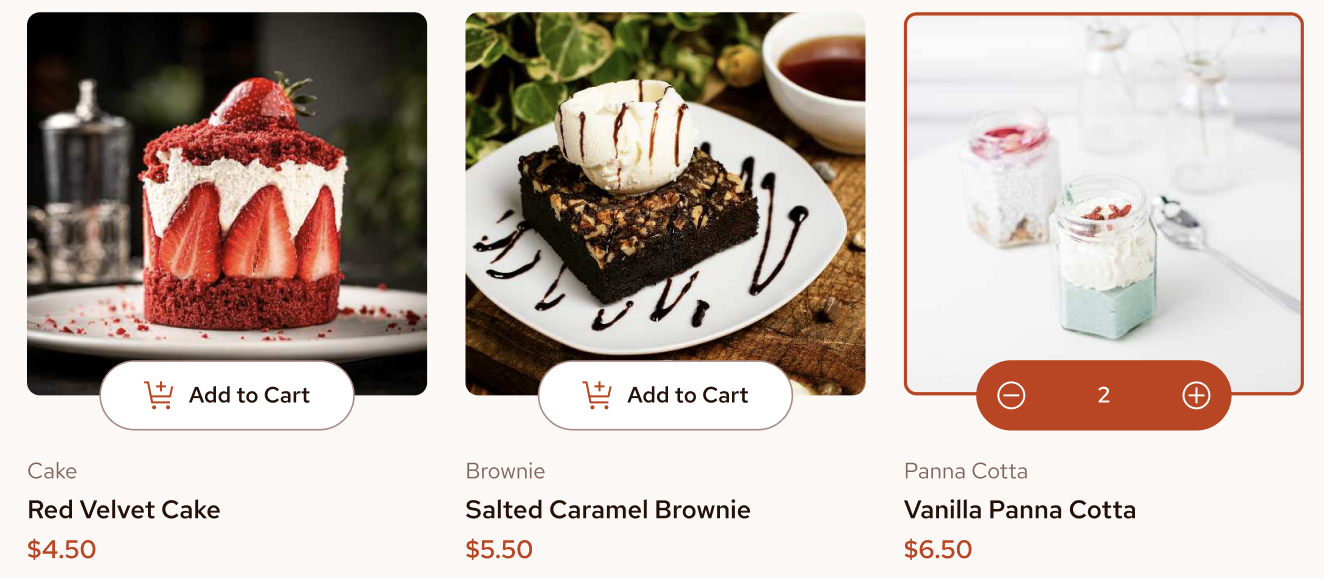 Add to Cart
Add to Cart
2
Cake
Red Velvet Cake
$4.50
Brownie
Salted Caramel Brownie
$5.50
Panna Cotta
Vanilla Panna Cotta
$6.50